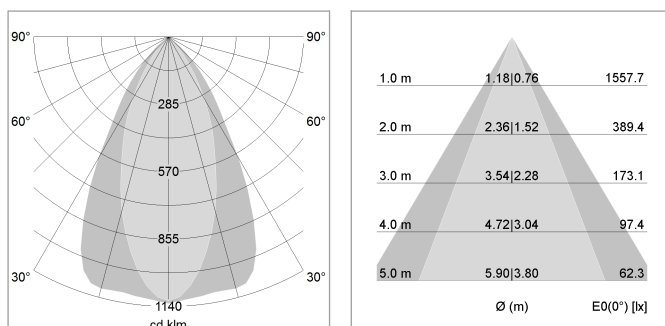 90° 90°
285
60° 60°
570
855
30° 30°
1140
cd klm
1.0 m 1.18|0.76 1557.7
2.0 m 2.36|1.52 389.4
3.0 m 3.54|2.28 173.1
4.0 m 4.72|3.04 97.4
5.0 m 5.90|3.80 62.3
Ø (m) E0(0°) [lx]